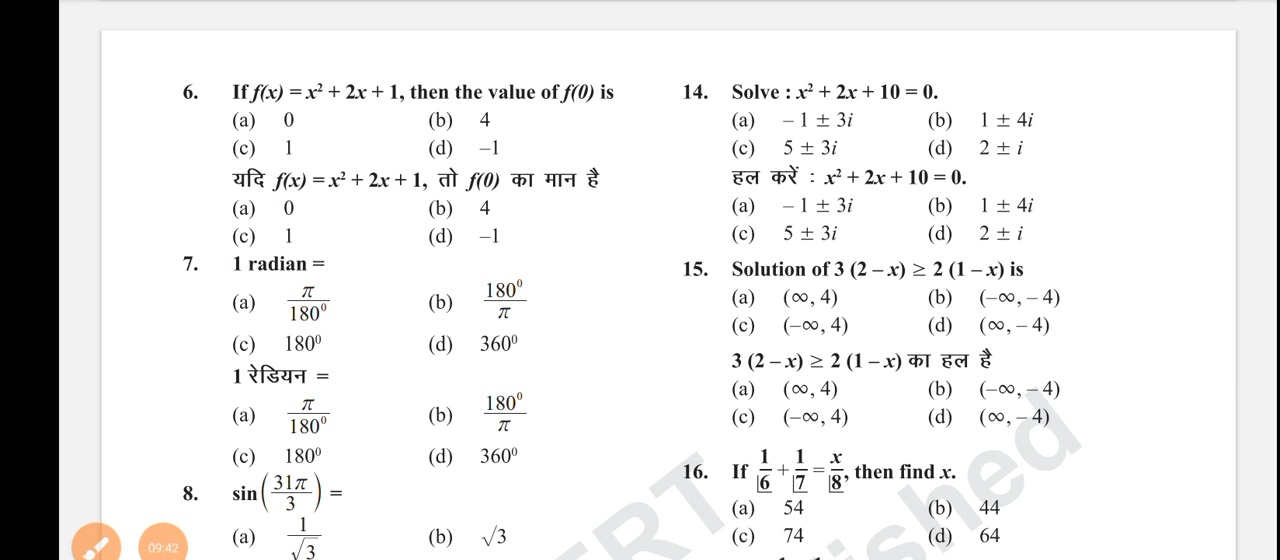 6. If f(x) = x² + 2x + 1, then the value of f(0) is
(a) 0 (b) 4
(c) 1 (d) –1
यदि f(x) = x² + 2x + 1, तो f(0) का मान है
(a) 0 (b) 4
(c) 1 (d) –1
7. 1 radian =
(a) π/180⁰ (b) 180⁰/π
(c) 180⁰ (d) 360⁰
1 रेडियन =
(a) π/180⁰ (b) 180⁰/π
(c) 180⁰ (d) 360⁰
8. sin(31π/3) =
(a) 1/√3 (b) √3
14. Solve : x² + 2x + 10 = 0.
(a) – 1 ± 3i (b) 1 ± 4i
(c) 5 ± 3i (d) 2 ± i
हल करें : x² + 2x + 10 = 0.
(a) – 1 ± 3i (b) 1 ± 4i
(c) 5 ± 3i (d) 2 ± i
15. Solution of 3 (2 – x) ≥ 2 (1 – x) is
(a) (∞, 4) (b) (–∞, – 4)
(c) (–∞, 4) (d) (∞, – 4)
3 (2 – x) ≥ 2 (1 – x) का हल है
(a) (∞, 4) (b) (–∞, – 4)
(c) (–∞, 4) (d) (∞, – 4)
16. If 1/|6 + 1/|7 = x/|8, then find x.
(a) 54 (b) 44
(c) 74 (d) 64
09:42